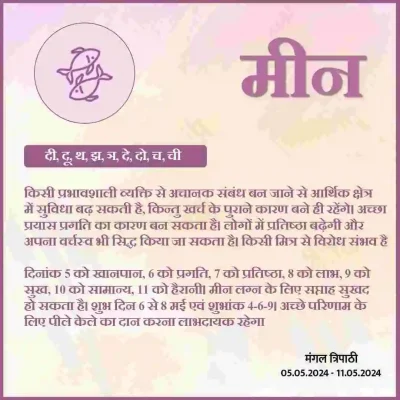 मीन
दी, दू, थ, झ, ञ, दे, दो, च, ची
किसी प्रभावशाली व्यक्ति से अचानक संबंध बन जाने से आर्थिक क्षेत्र
में सुविधा बढ़ सकती है, किन्तु खर्च के पुराने कारण बने ही रहेंगे। अच्छा
प्रयास प्रगति का कारण बन सकता है। लोगों में प्रतिष्ठा बढ़ेगी और
अपना वर्चस्व भी सिद्ध किया जा सकता है। किसी मित्र से विरोध संभव है
दिनांक 5 को खानपान, 6 को प्रगति, 7 को प्रतिष्ठा, 8 को लाभ, 9 को
सुख, 10 को सामान्य, 11 को हैरानी। मीन लग्न के लिए सप्ताह सुखद
हो सकता है। शुभ दिन 6 से 8 मई एवं शुभांक 4-6-9। अच्छे परिणाम के
लिए पीले केले का दान करना लाभदायक रहेगा
मंगल त्रिपाठी
05.05.2024 - 11.05.2024